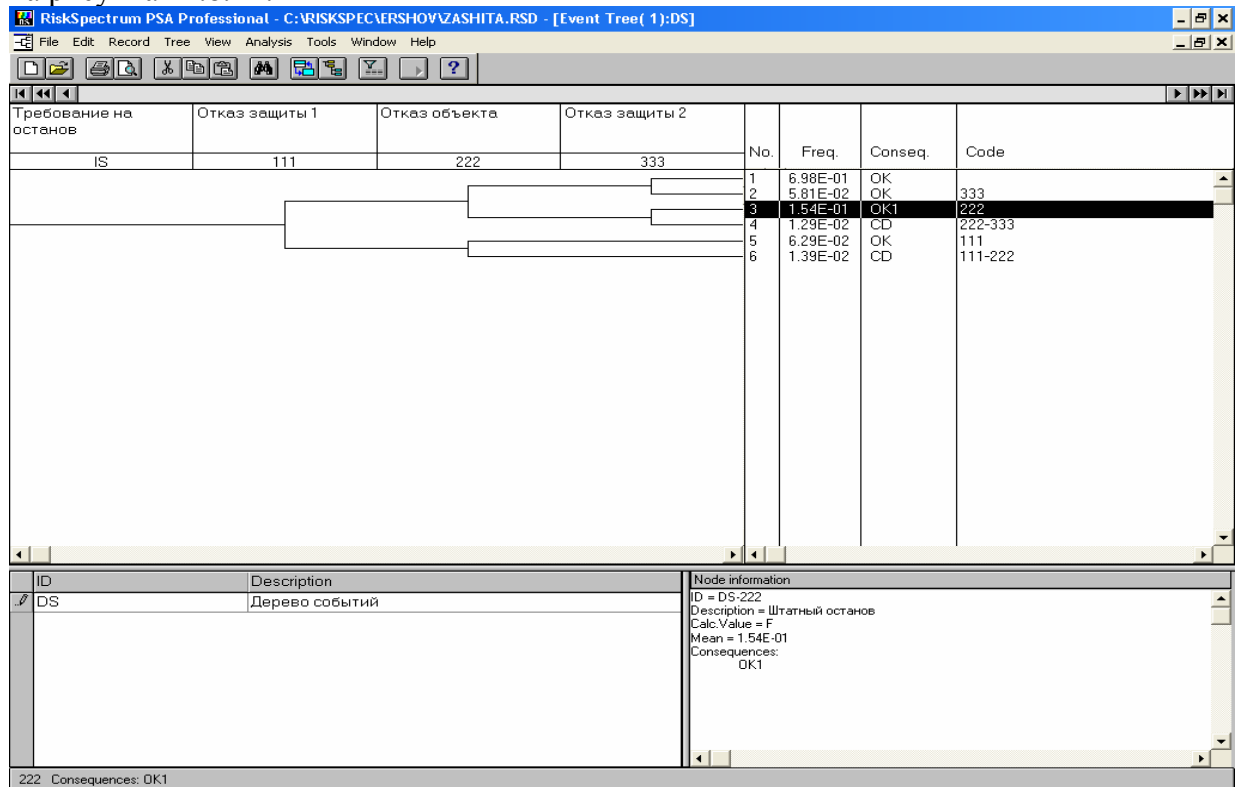 RiskSpectrum PSA Professional - C:\RISKSPEC\ERSHOV\ZASHITA.RSD - [Event Tree( 1):DS]
File Edit Record Tree View Analysis Tools Window Help
Требование на останов Отказ защиты 1 Отказ объекта Отказ защиты 2
IS 111 222 333 No. Freq. Conseq. Code
1 6.98E-01 OK
2 5.81E-02 OK 333
3 1.54E-01 OK1 222
4 1.29E-02 CD 222-333
5 6.29E-02 OK 111
6 1.39E-02 CD 111-222
ID Description
DS Дерево событий
Node information
ID = DS-222
Description = Штатный останов
Calc.Value = F
Mean = 1.54E-01
Consequences:
OK1
222 Consequences: OK1